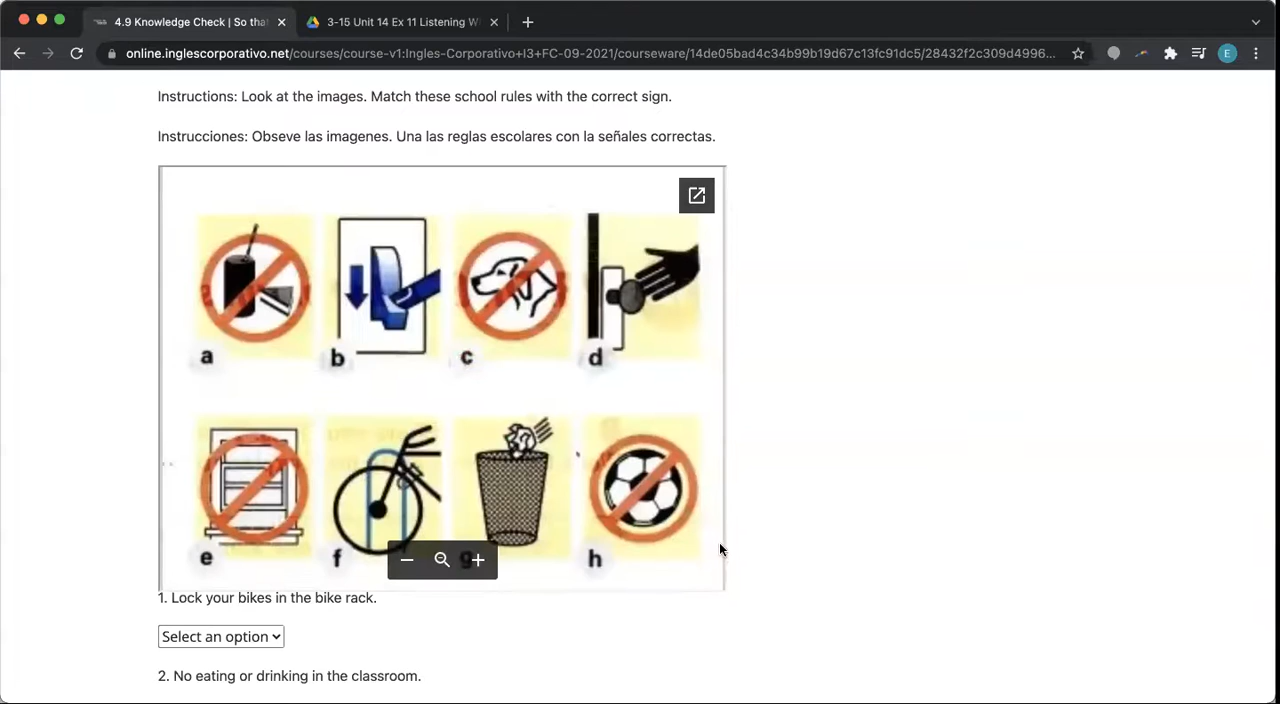 4.9 Knowledge Check | So tha
3-15 Unit 14 Ex 11 Listening W
online.inglescorporativo.net/courses/course-v1:Ingles-Corporativo+I3+FC-09-2021/courseware/14de05bad4c34b99b19d67c13fc91dc5/28432f2c309d4996...
E
Instructions: Look at the images. Match these school rules with the correct sign.
Instrucciones: Obseve las imagenes. Una las reglas escolares con la señales correctas.
a b c d
e f g h
1. Lock your bikes in the bike rack.
Select an option
2. No eating or drinking in the classroom.